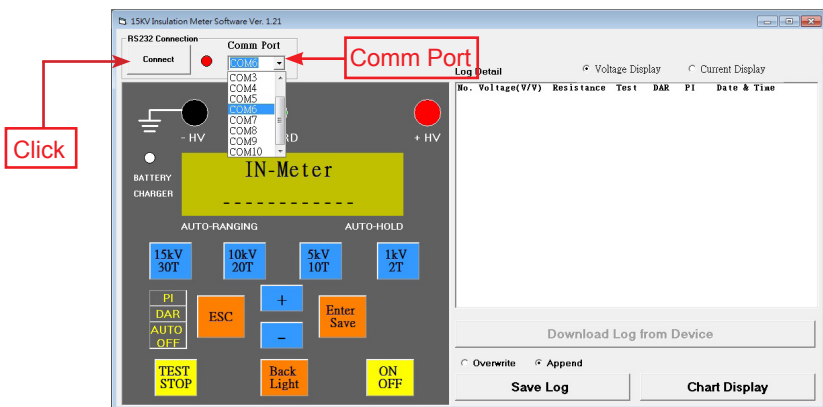 15KV Insulation Meter Software Ver. 1.21
RS232 Connection
Connect
Comm Port
COM6
COM3
COM4
COM5
COM6
COM7
COM8
COM9
COM10
Comm Port
Click
- HV
RD
+ HV
BATTERY
CHARGER
IN-Meter
------------
AUTO-RANGING
AUTO-HOLD
15kV
30T
10kV
20T
5kV
10T
1kV
2T
PI
DAR
AUTO
OFF
ESC
+
-
Enter
Save
TEST
STOP
Back
Light
ON
OFF
Log Detail
Voltage Display
Current Display
No. Voltage(V/V) Resistance Test DAR PI Date & Time
Download Log from Device
Overwrite
Append
Save Log
Chart Display